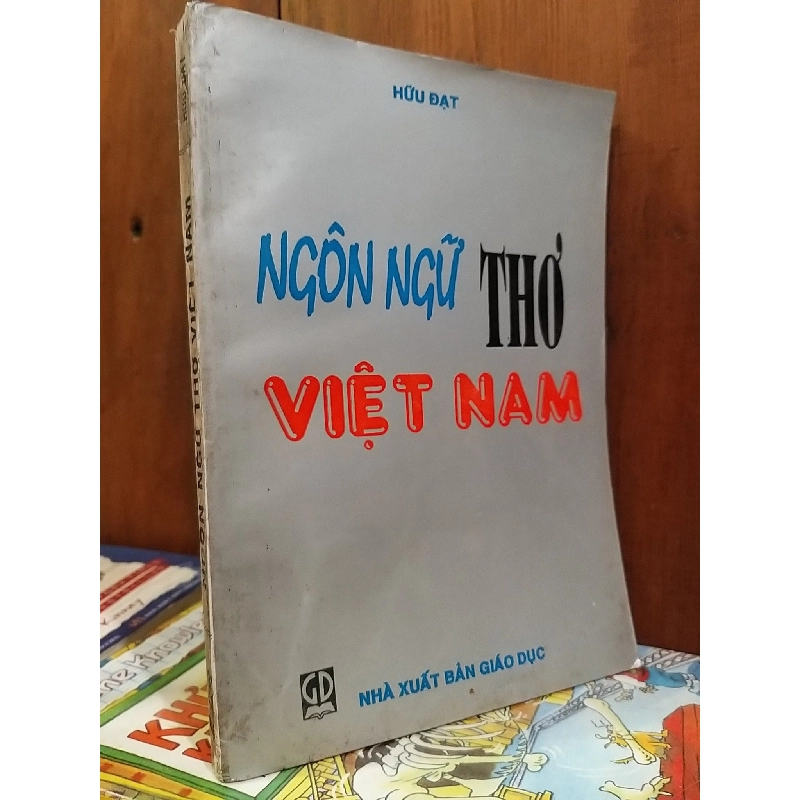 HỮU ĐẠT
NGÔN NGỮ THƠ
VIỆT NAM
GD
NHÀ XUẤT BẢN GIÁO DỤC
NGÔN NGỮ THƠ VIỆT NAM